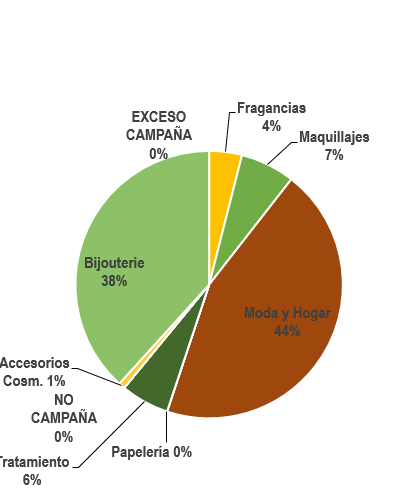 EXCESO
CAMPAÑA
0%
Fragancias
4%
Maquillajes
7%
Bijouterie
38%
Moda y Hogar
44%
Accesorios
Cosm. 1%
NO
CAMPAÑA
0%
Papelería 0%
Tratamiento
6%